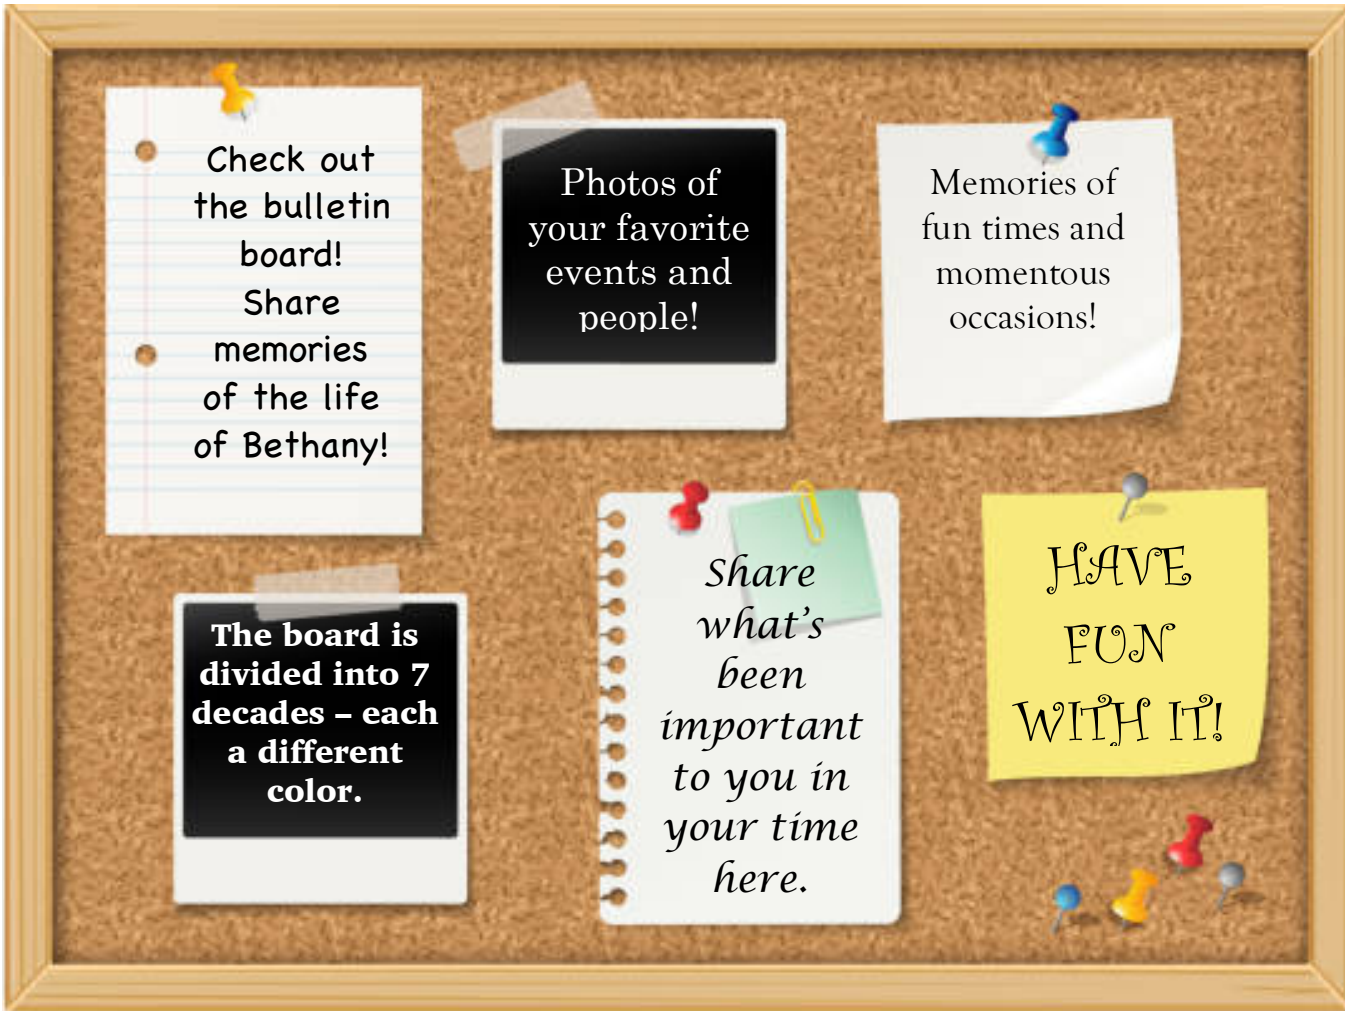 Check out
the bulletin
board!
Share
memories
of the life
of Bethany!
Photos of
your favorite
events and
people!
Memories of
fun times and
momentous
occasions!
The board is
divided into 7
decades – each
a different
color.
Share
what’s
been
important
to you in
your time
here.
HAVE
FUN
WITH IT!